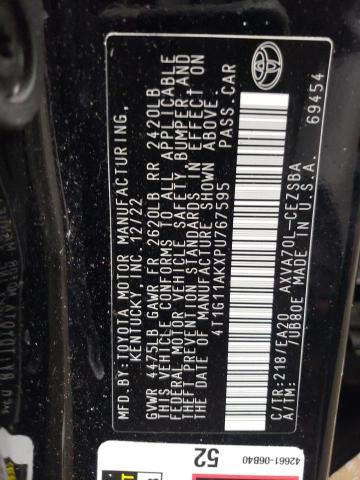 MFD.BY:TOYOTA MOTOR MANUFACTURING,
KENTUCKY, INC. 12/22
GVWR 4475LB GAWR FR 2620LB RR 2420LB
THIS VEHICLE CONFORMS TO ALL APPLICABLE
FEDERAL MOTOR VEHICLE SAFETY, BUMPER, AND
THEFT PREVENTION STANDARDS IN EFFECT ON
THE DATE OF MANUFACTURE SHOWN ABOVE.
4T1G11AKXPU767595 PASS.CAR
C/TR:218/EA20 AXVA70L-CEZSBA
A/TM: /UB80E MADE IN U.S.A.
69454
42661-06B40
52